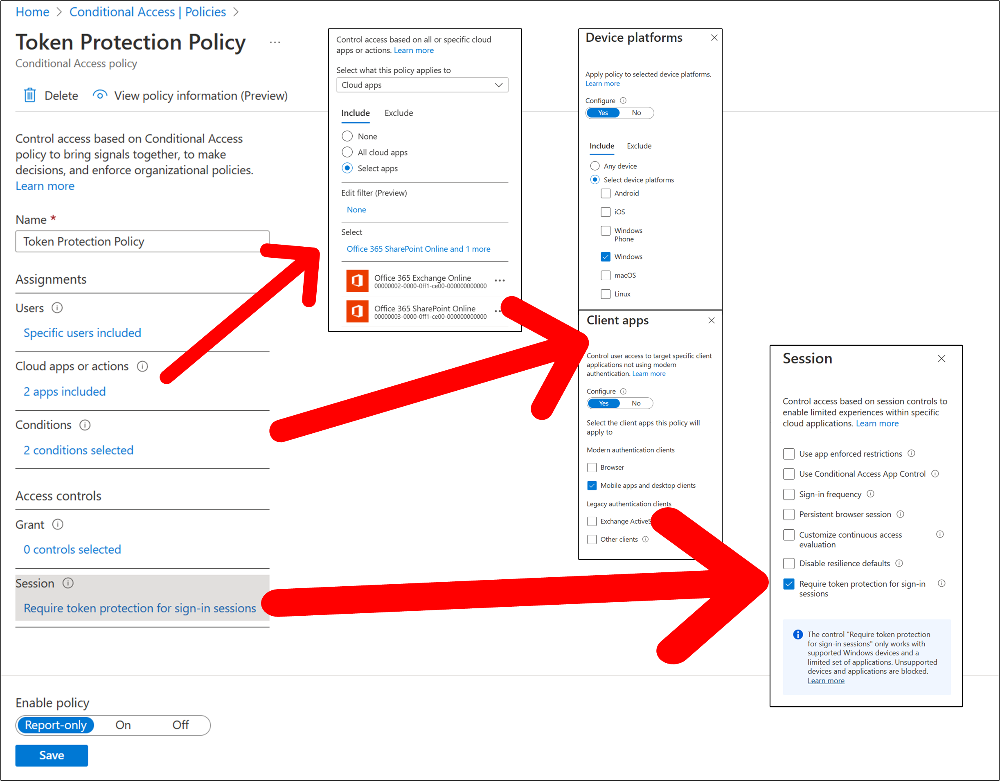 Home > Conditional Access | Policies >
Token Protection Policy ...
Conditional Access policy
Delete
View policy information (Preview)
Control access based on Conditional Access
policy to bring signals together, to make
decisions, and enforce organizational policies.
Learn more
Name *
Token Protection Policy
Assignments
Users
Specific users included
Cloud apps or actions
2 apps included
Conditions
2 conditions selected
Access controls
Grant
0 controls selected
Session
Require token protection for sign-in sessions
Enable policy
Report-only On Off
Save
Control access based on all or specific cloud
apps or actions. Learn more
Select what this policy applies to
Cloud apps
Include Exclude
None
All cloud apps
Select apps
Edit filter (Preview)
None
Select
Office 365 SharePoint Online and 1 more
Office 365 Exchange Online
00000002-0000-0ff1-ce00-000000000000
Office 365 SharePoint Online
00000003-0000-0ff1-ce00-000000000000
Device platforms
Apply policy to selected device platforms.
Learn more
Configure
Yes No
Include Exclude
Any device
Select device platforms
Android
iOS
Windows
Phone
Windows
macOS
Linux
Client apps
Control user access to target specific client
applications not using modern
authentication. Learn more
Configure
Yes No
Select the client apps this policy will
apply to
Modern authentication clients
Browser
Mobile apps and desktop clients
Legacy authentication clients
Exchange ActiveS
Other clients
Session
Control access based on session controls to
enable limited experiences within specific
cloud applications. Learn more
Use app enforced restrictions
Use Conditional Access App Control
Sign-in frequency
Persistent browser session
Customize continuous access
evaluation
Disable resilience defaults
Require token protection for sign-in
sessions
The control "Require token protection
for sign-in sessions" only works with
supported Windows devices and a
limited set of applications. Unsupported
devices and applications are blocked.
Learn more